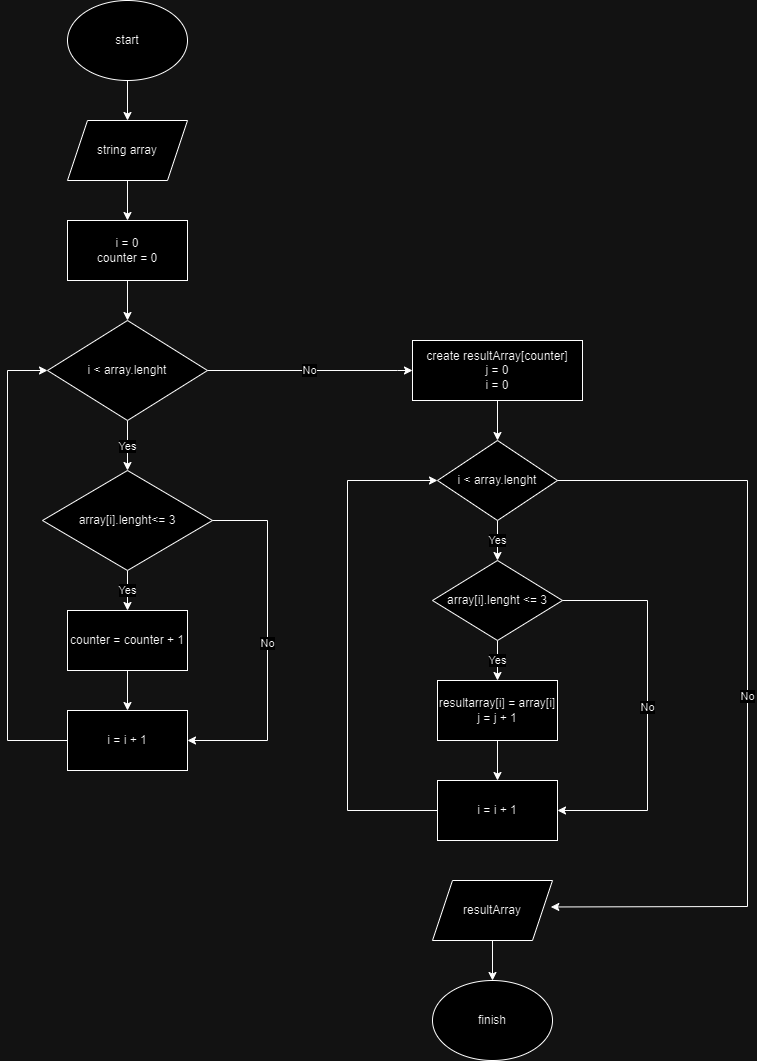 start
string array
i = 0
counter = 0
i < array.lenght
No
Yes
array[i].lenght<= 3
Yes
No
counter = counter + 1
i = i + 1
create resultArray[counter]
j = 0
i = 0
i < array.lenght
Yes
array[i].lenght <= 3
Yes
No
No
resultarray[i] = array[i]
j = j + 1
i = i + 1
resultArray
finish